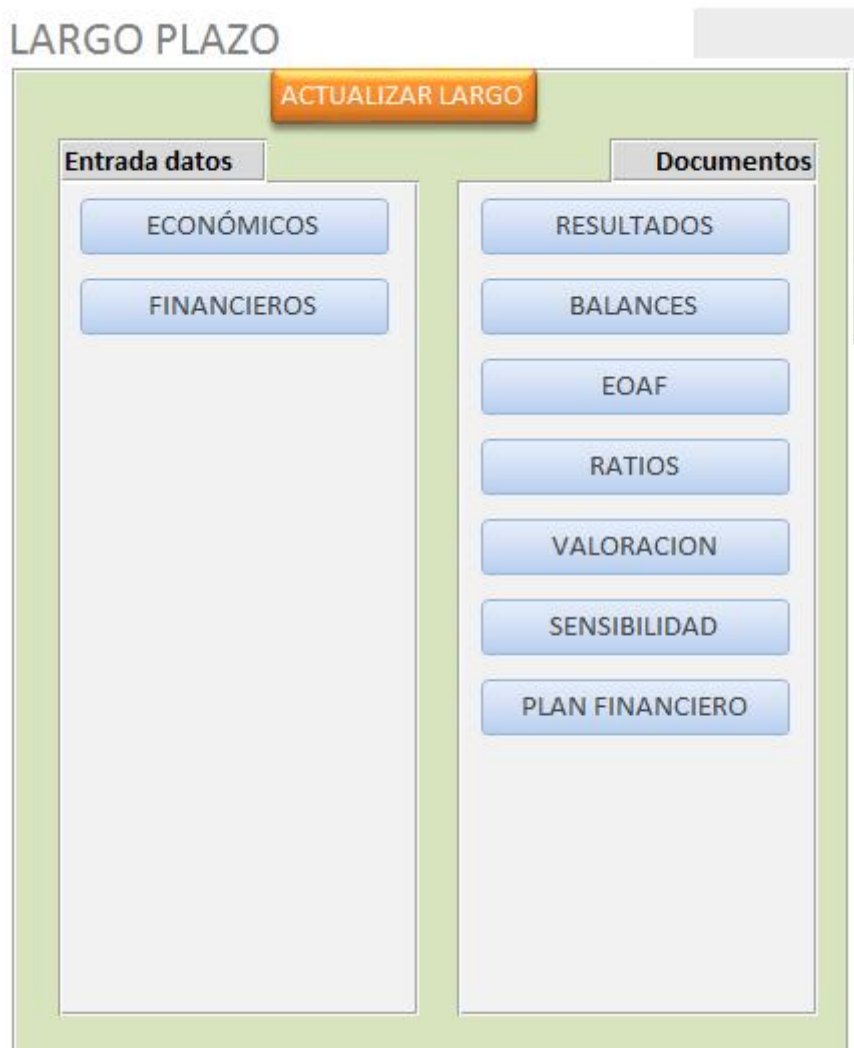 LARGO PLAZO
ACTUALIZAR LARGO
Entrada datos
ECONÓMICOS
FINANCIEROS
Documentos
RESULTADOS
BALANCES
EOAF
RATIOS
VALORACION
SENSIBILIDAD
PLAN FINANCIERO